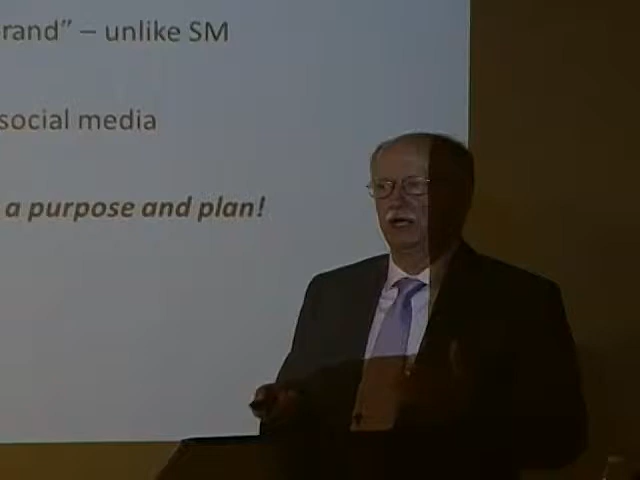 rand” – unlike SM
social media
a purpose and plan!